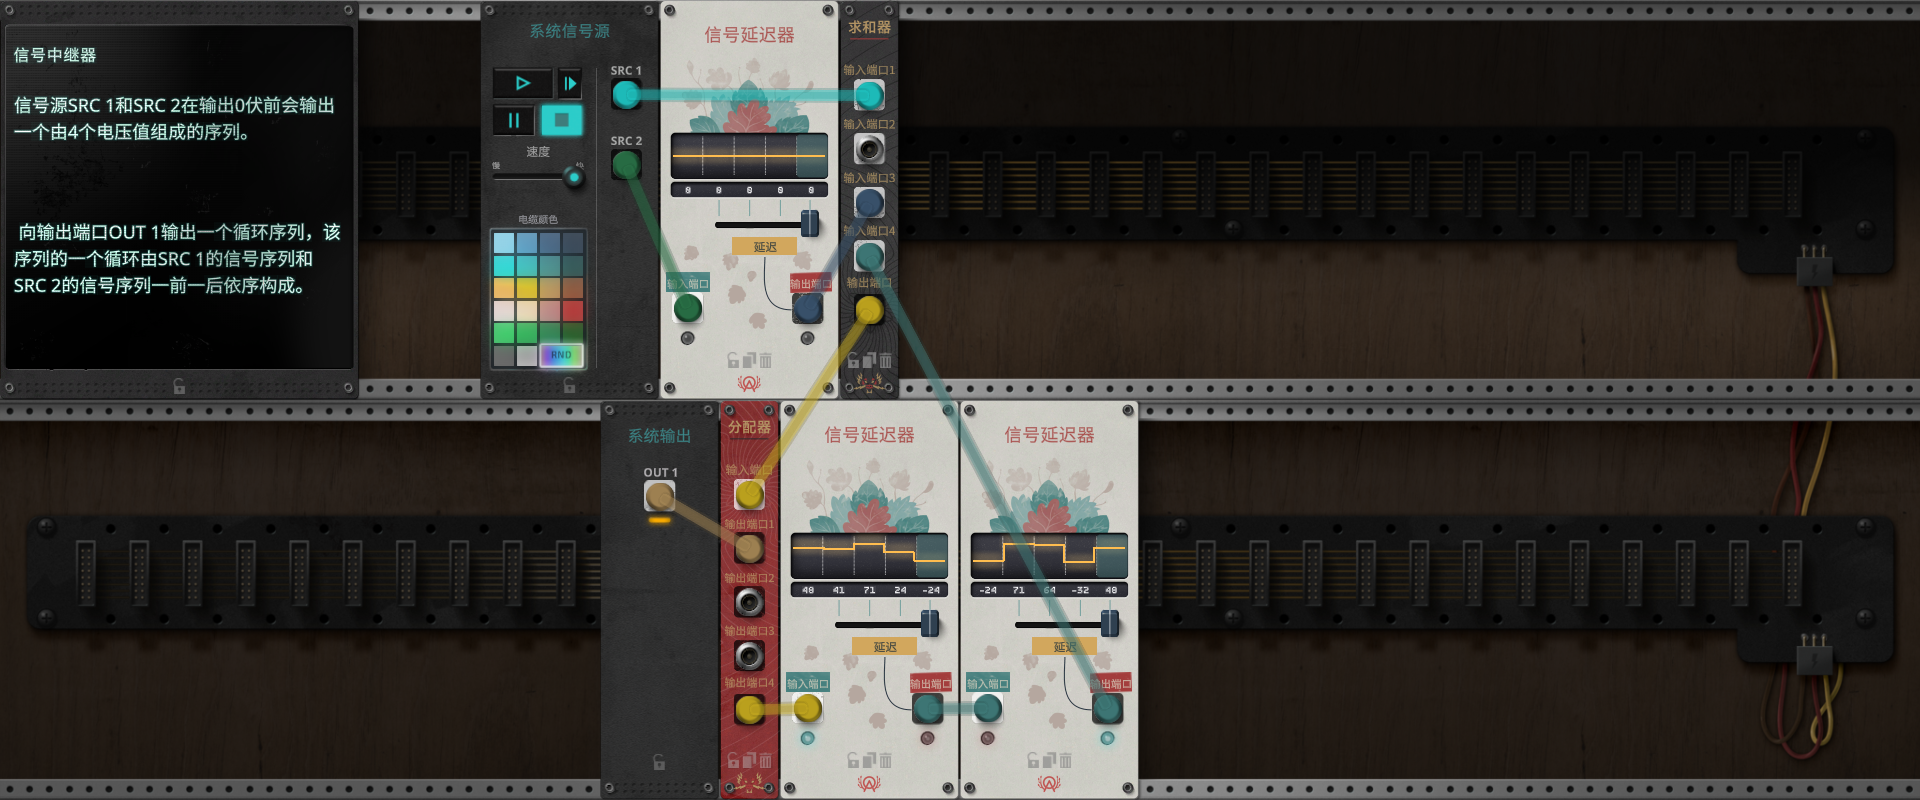 信号中继器
信号源SRC 1和SRC 2在输出0伏前会输出
一个由4个电压值组成的序列。
向输出端口OUT 1输出一个循环序列，该
序列的一个循环由SRC 1的信号序列和
SRC 2的信号序列一前一后依序构成。
系统信号源
SRC 1
SRC 2
速度
慢
快
电缆颜色
RND
信号延迟器
0 0 0 0 0
延迟
输入端口
输出端口
求和器
输入端口1
输入端口2
输入端口3
输入端口4
输出端口
系统输出
OUT 1
分配器
输入端口
输出端口1
输出端口2
输出端口3
输出端口4
信号延迟器
40 41 71 24 -24
延迟
输入端口
输出端口
信号延迟器
-24 71 64 -32 40
延迟
输入端口
输出端口